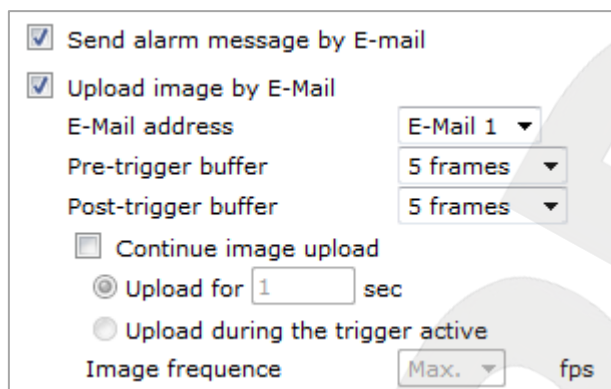 Send alarm message by E-mail
Upload image by E-Mail
E-Mail address E-Mail 1
Pre-trigger buffer 5 frames
Post-trigger buffer 5 frames
Continue image upload
Upload for 1 sec
Upload during the trigger active
Image frequence Max. fps